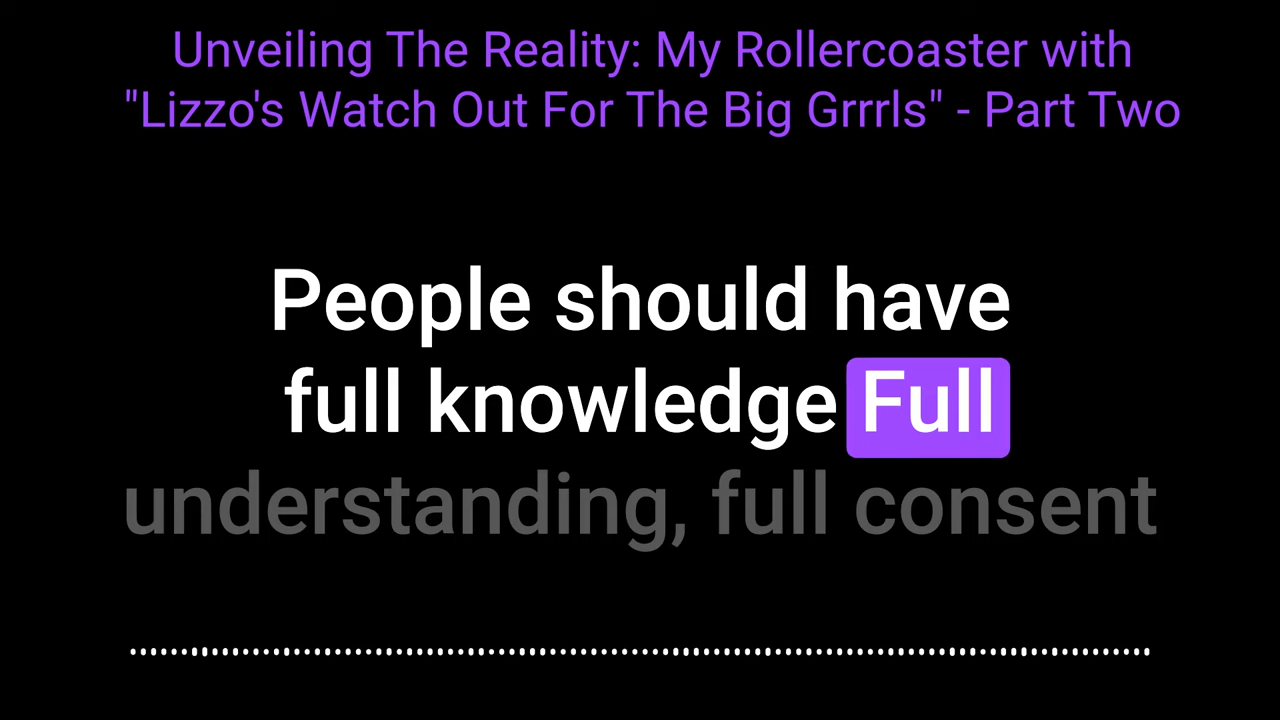 Unveiling The Reality: My Rollercoaster with
"Lizzo's Watch Out For The Big Grrrls" - Part Two
People should have
full knowledge Full
understanding, full consent